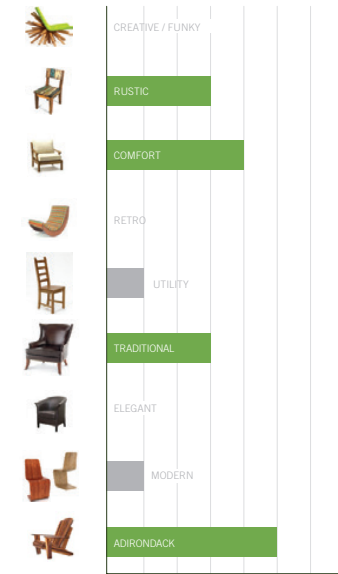 CREATIVE / FUNKY
RUSTIC
COMFORT
RETRO
UTILITY
TRADITIONAL
ELEGANT
MODERN
ADIRONDACK